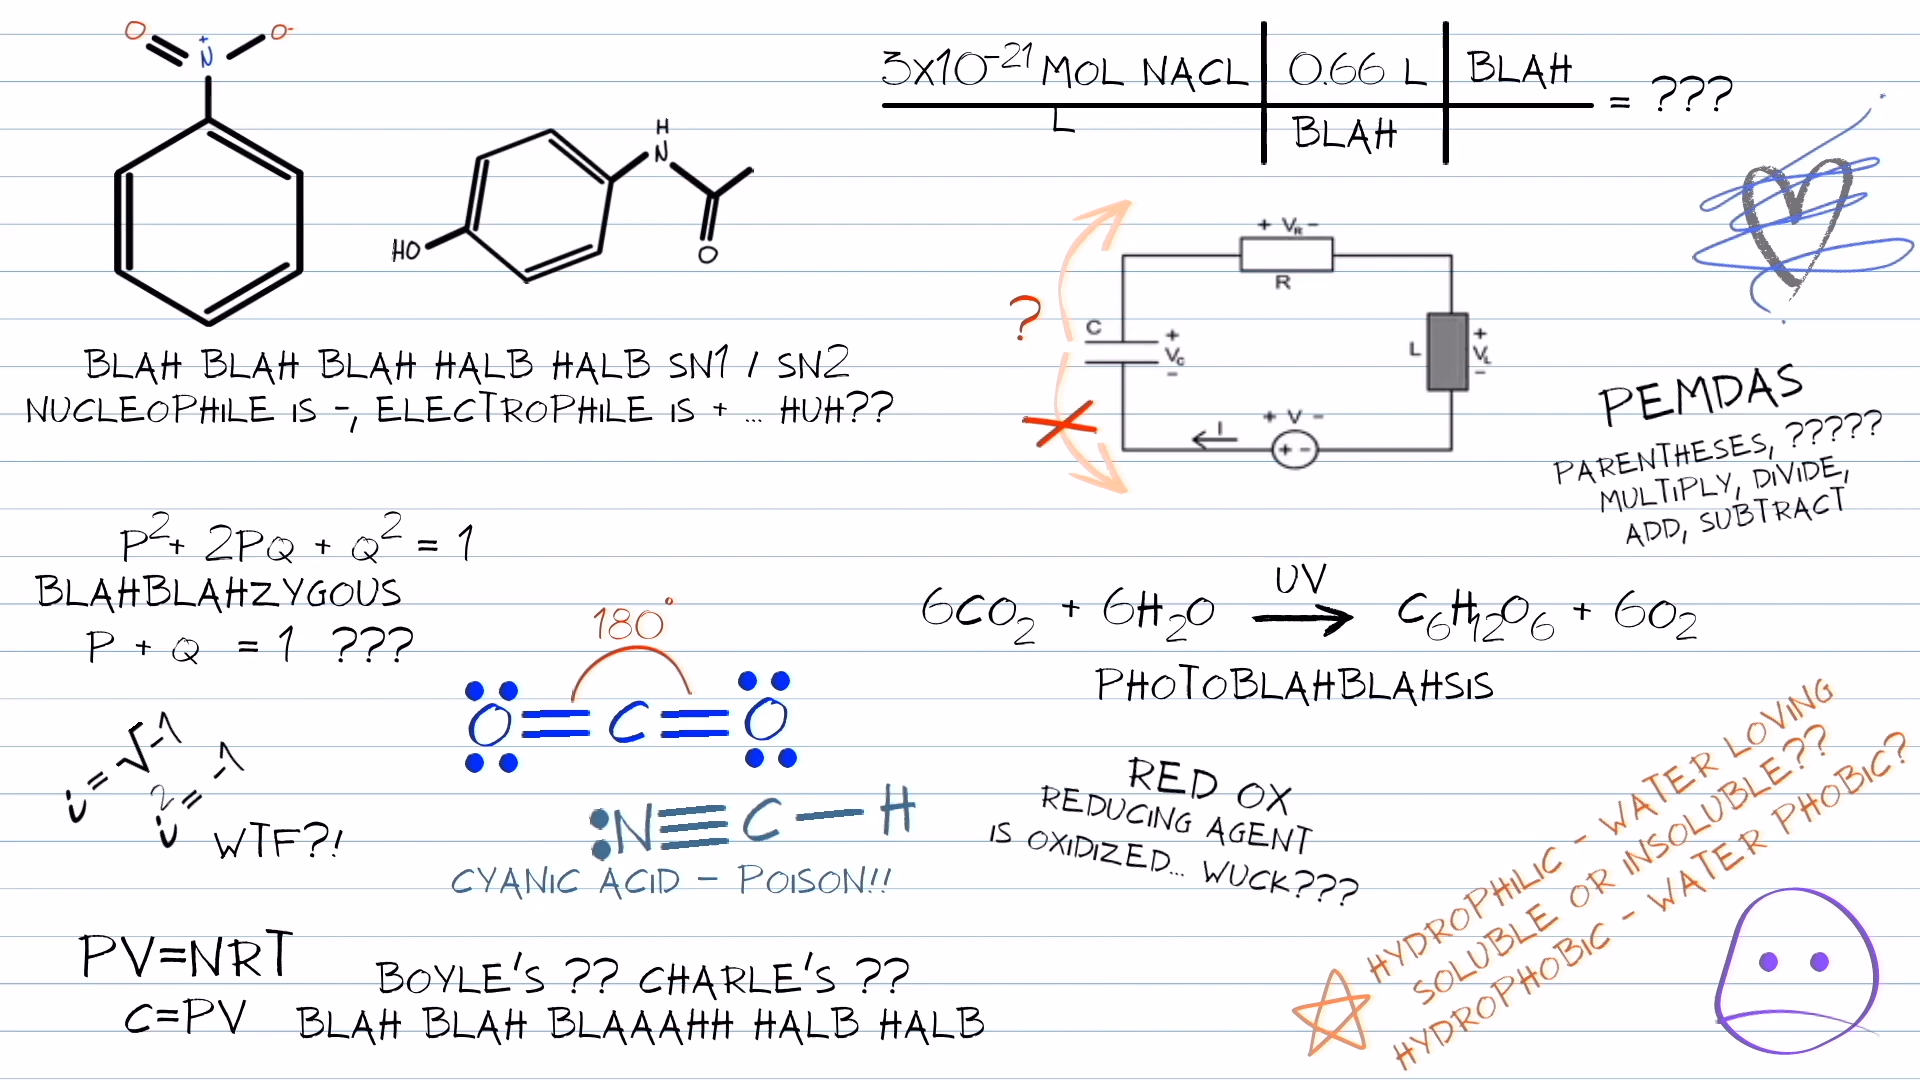 O N+ O-
H
N
HO
O
BLAH BLAH BLAH HALB HALB SN1 / SN2
NUCLEOPHILE IS -, ELECTROPHILE IS + ... HUH??
3x10-21 MOL NACL 0.66 L BLAH
L BLAH
= ???
+ VR -
R
?
C
+
Vc
-
L
+
VL
-
+ V -
I
+ -
PEMDAS
PARENTHESES, ?????
MULTIPLY, DIVIDE,
ADD, SUBTRACT
P2+ 2PQ + Q2 = 1
BLAHBLAHZYGOUS
P + Q = 1 ???
180°
O=C=O
i = √-1
i2 = -1
WTF?!
:N≡C—H
CYANIC ACID - POISON!!
UV
6CO2 + 6H2O → C6H12O6 + 6O2
PHOTOBLAHBLAHSIS
RED OX
REDUCING AGENT
IS OXIDIZED... WUCK???
HYDROPHILIC - WATER LOVING
SOLUBLE OR INSOLUBLE??
HYDROPHOBIC - WATER PHOBIC?
PV=NRT
C=PV
BOYLE'S ?? CHARLE'S ??
BLAH BLAH BLAAAHH HALB HALB